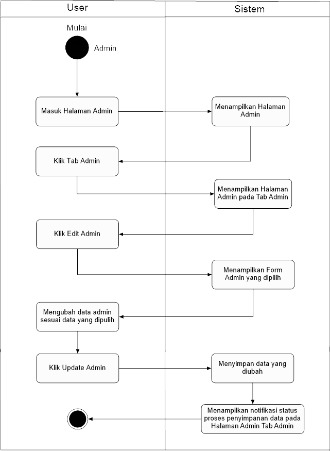 User
Sistem
Mulai
Admin
Masuk Halaman Admin
Menampilkan Halaman
Admin
Klik Tab Admin
Menampilkan Halaman
Admin pada Tab Admin
Klik Edit Admin
Menampilkan Form
Admin yang dipilih
Mengubah data admin
sesuai data yang dipulih
Klik Update Admin
Menyimpan data yang
diubah
Menampilkan notifikasi status
proses penyimpanan data pada
Halaman Admin Tab Admin